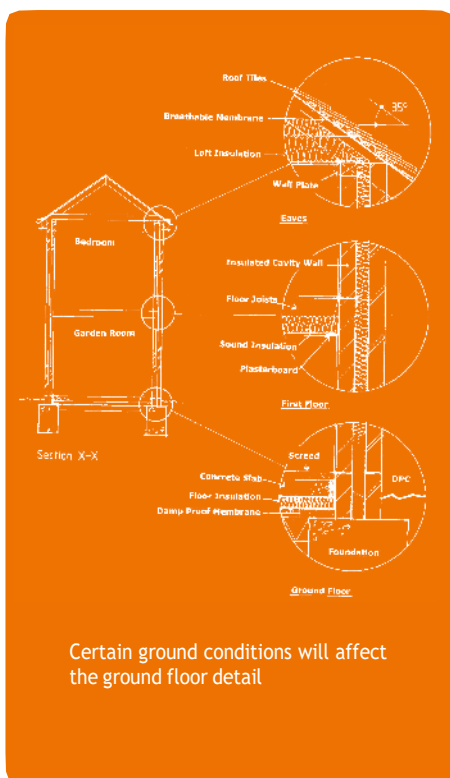 Roof Tiles
35°
Breathable Membrane
Loft Insulation
Wall Plate
Eaves
Bedroom
Insulated Cavity Wall
Floor Joists
Garden Room
Sound Insulation
Plasterboard
First Floor
Section X-X
Screed
Concrete Slab
DPC
Floor Insulation
Damp Proof Membrane
Foundation
Ground Floor
Certain ground conditions will affect
the ground floor detail